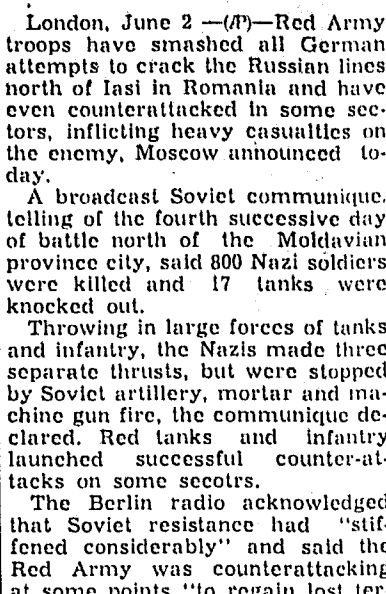 London, June 2 —(AP)—Red Army
troops have smashed all German
attempts to crack the Russian lines
north of Iasi in Romania and have
even counterattacked in some sec-
tors, inflicting heavy casualties on
the enemy, Moscow announced to-
day.
A broadcast Soviet communique,
telling of the fourth successive day
of battle north of the Moldavian
province city, said 800 Nazi soldiers
were killed and 17 tanks were
knocked out.
Throwing in large forces of tanks
and infantry, the Nazis made three
separate thrusts, but were stopped
by Soviet artillery, mortar and ma-
chine gun fire, the communique de-
clared. Red tanks and infantry
launched successful counter-at-
tacks on some secotrs.
The Berlin radio acknowledged
that Soviet resistance had "stif-
fened considerably" and said the
Red Army was counterattacking
at some points "to regain lost ter-